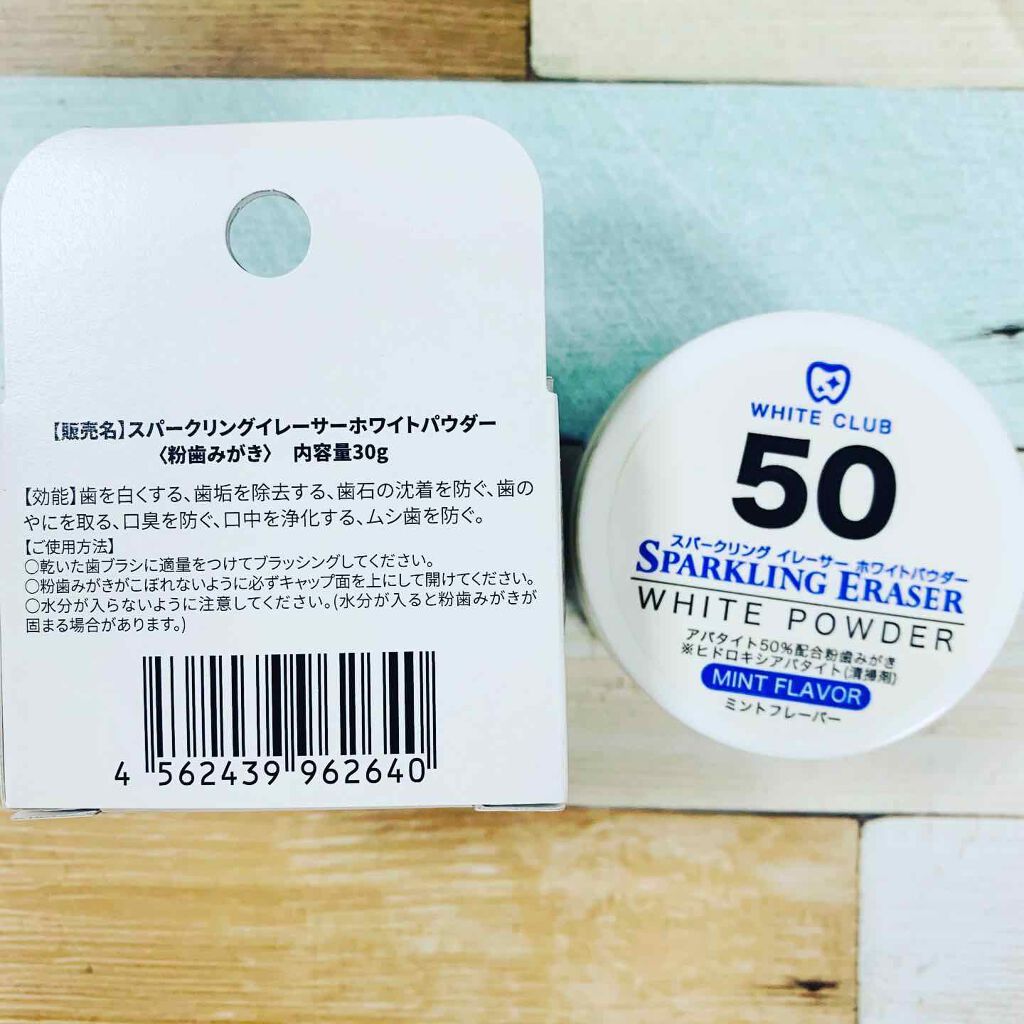 【販売名】スパークリングイレーサーホワイトパウダー
〈粉歯みがき〉 内容量30g
【効能】歯を白くする、歯垢を除去する、歯石の沈着を防ぐ、歯の
やにを取る、口臭を防ぐ、口中を浄化する、ムシ歯を防ぐ。
【ご使用方法】
○乾いた歯ブラシに適量をつけてブラッシングしてください。
○粉歯みがきがこぼれないように必ずキャップ面を上にして開けてください。
○水分が入らないように注意してください。(水分が入ると粉歯みがきが
固まる場合があります。)
4 562439 962640
WHITE CLUB
50
スパークリング イレーサー ホワイトパウダー
SPARKLING ERASER
WHITE POWDER
アパタイト50%配合粉歯みがき
※ヒドロキシアパタイト(清掃剤)
MINT FLAVOR
ミントフレーバー